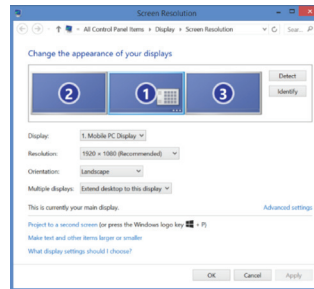 Screen Resolution
« All Control Panel Items › Display › Screen Resolution
Sear...
Change the appearance of your displays
2
1
3
Detect
Identify
Display: 1. Mobile PC Display
Resolution: 1920 × 1080 (Recommended)
Orientation: Landscape
Multiple displays: Extend desktop to this display
This is currently your main display.
Advanced settings
Project to a second screen (or press the Windows logo key + P)
Make text and other items larger or smaller
What display settings should I choose?
OK Cancel Apply